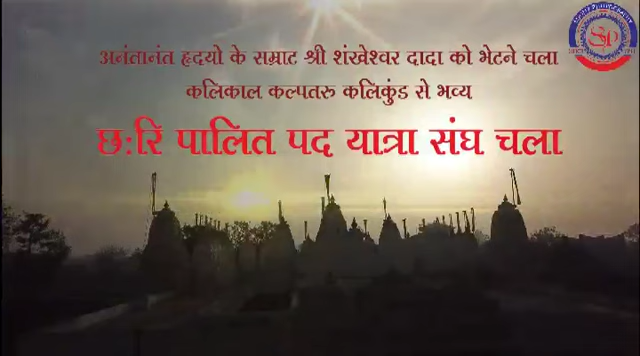 अनंतानंत हृदयो के सम्राट श्री शंखेश्वर दादा को भेटने चला
कलिकाल कल्पतरु कलिकुंड से भव्य
छ:रि पालित पद यात्रा संघ चला